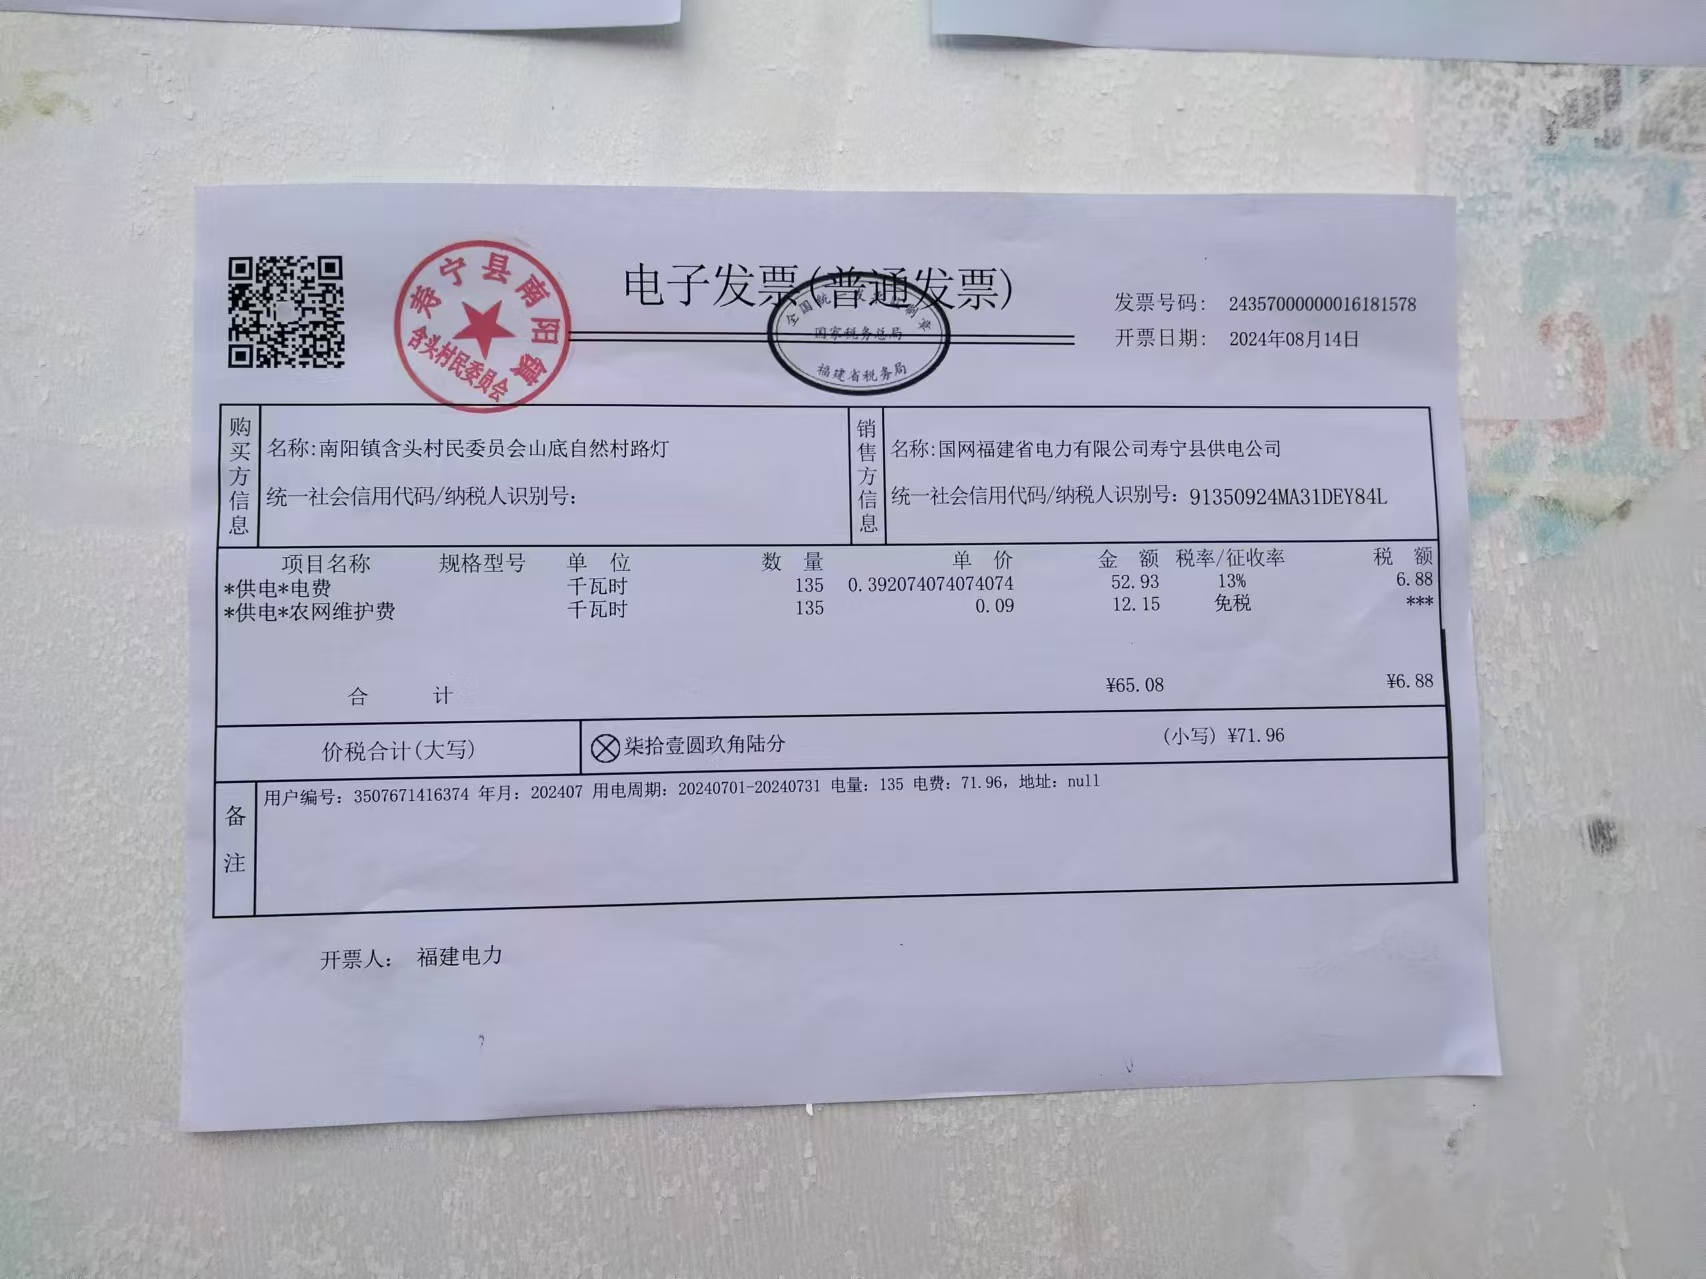 电子发票(普通发票)
寿宁县南阳镇
含头村民委员会
国家税务总局
福建省税务局
发票号码: 24357000000016181578
开票日期: 2024年08月14日
购买方信息
名称:南阳镇含头村民委员会山底自然村路灯
统一社会信用代码/纳税人识别号:
销售方信息
名称:国网福建省电力有限公司寿宁县供电公司
统一社会信用代码/纳税人识别号: 91350924MA31DEY84L
项目名称 规格型号 单 位 数 量 单 价 金 额 税率/征收率 税 额
*供电*电费 千瓦时 135 0.392074074074074 52.93 13% 6.88
*供电*农网维护费 千瓦时 135 0.09 12.15 免税 ***
合 计 ¥65.08 ¥6.88
价税合计(大写) 柒拾壹圆玖角陆分 (小写) ¥71.96
备注
用户编号: 3507671416374 年月: 202407 用电周期: 20240701-20240731 电量: 135 电费: 71.96, 地址: null
开票人: 福建电力